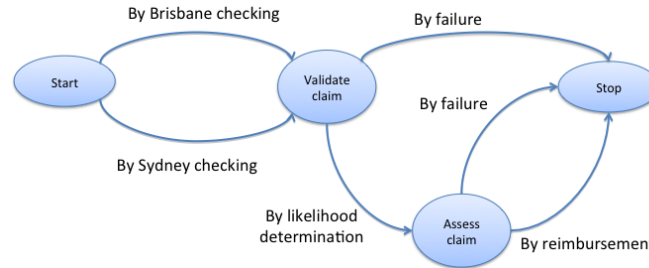 By Brisbane checking
By failure
Start
Validate
claim
Stop
By failure
By Sydney checking
By likelihood
determination
Assess
claim
By reimbursemen